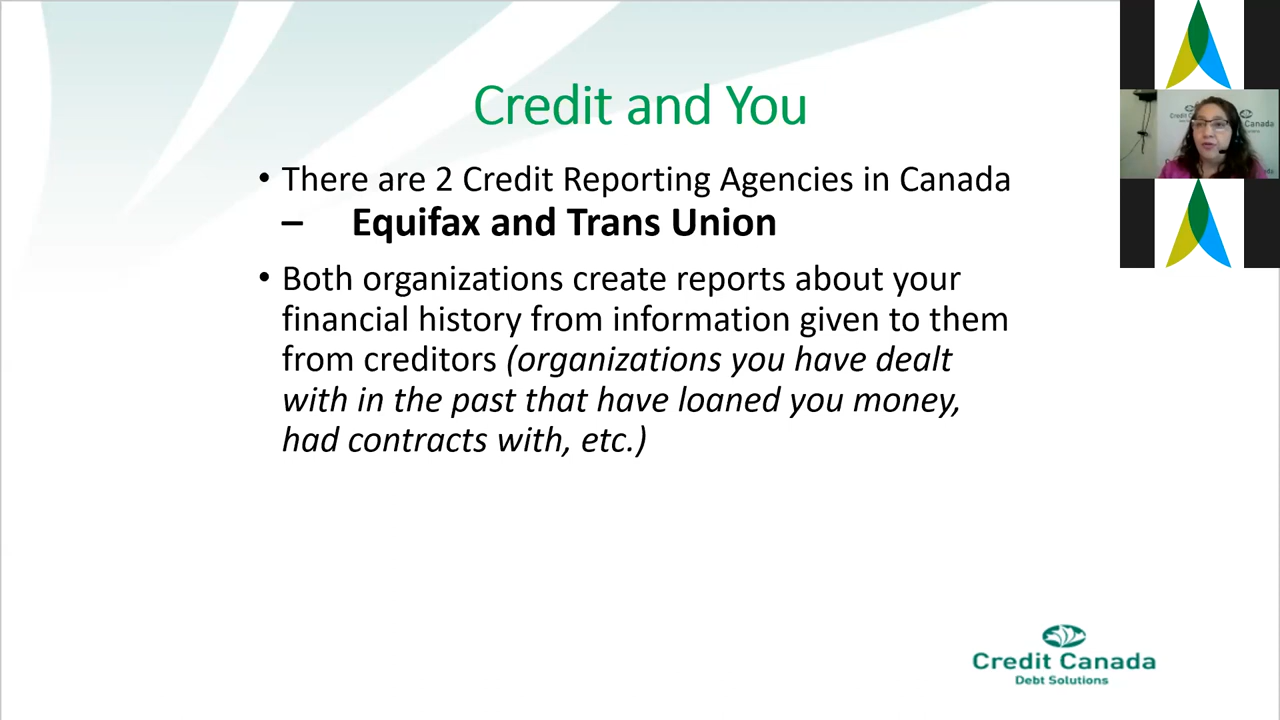 Credit and You
• There are 2 Credit Reporting Agencies in Canada
– Equifax and Trans Union
• Both organizations create reports about your
financial history from information given to them
from creditors (organizations you have dealt
with in the past that have loaned you money,
had contracts with, etc.)
Credit Canada
Debt Solutions